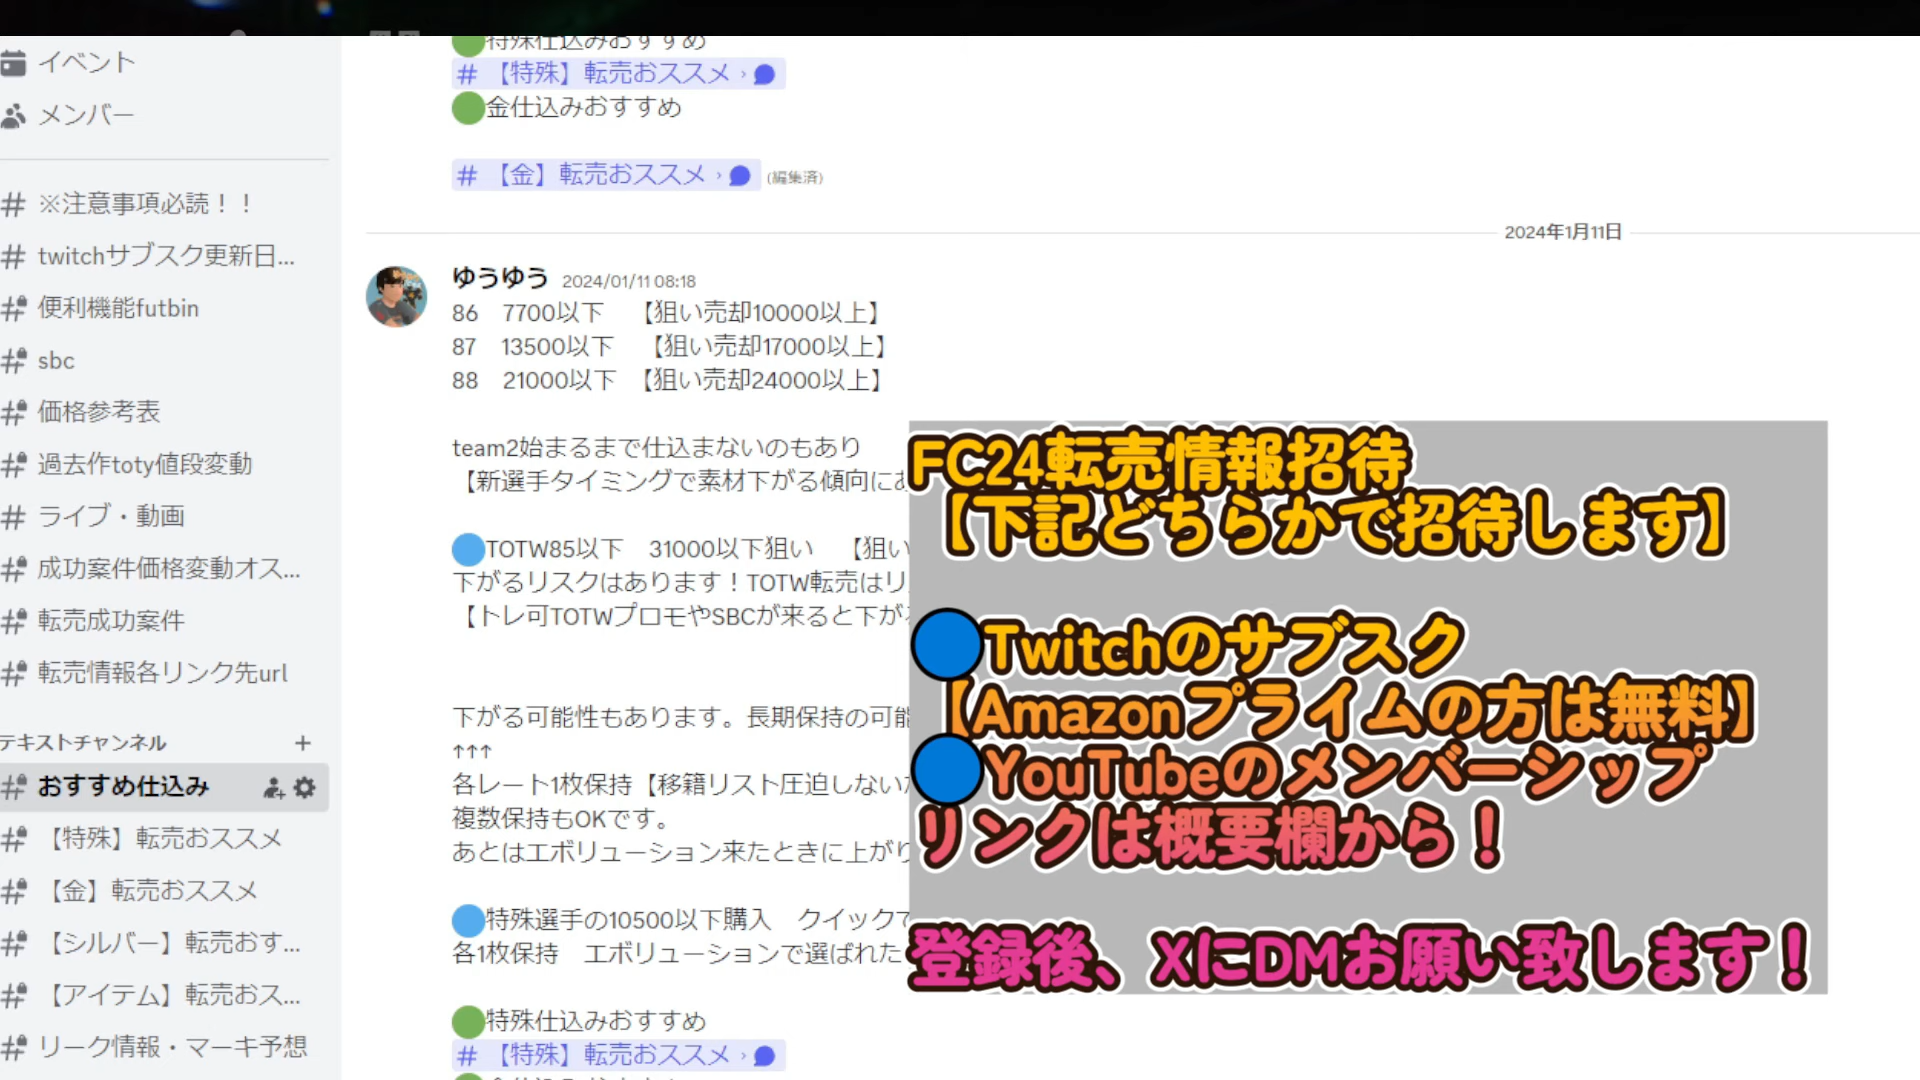 イベント
メンバー
※注意事項必読！！
twitchサブスク更新日...
便利機能futbin
sbc
価格参考表
過去作toty値段変動
ライブ・動画
成功案件価格変動オス...
転売成功案件
転売情報各リンク先url
テキストチャンネル
おすすめ仕込み
【特殊】転売おススメ
【金】転売おススメ
【シルバー】転売おす...
【アイテム】転売おス...
リーク情報・マーキ予想
特殊仕込みおすすめ
# 【特殊】転売おススメ ›
金仕込みおすすめ
# 【金】転売おススメ › (編集済)
2024年1月11日
ゆうゆう 2024/01/11 08:18
86 7700以下 【狙い売却10000以上】
87 13500以下 【狙い売却17000以上】
88 21000以下 【狙い売却24000以上】
team2始まるまで仕込まないのもあり
【新選手タイミングで素材下がる傾向に
TOTW85以下 31000以下狙い 【狙い
下がるリスクはあります！TOTW転売はリ
【トレ可TOTWプロモやSBCが来ると下が
下がる可能性もあります。長期保持の可能
↑↑↑
各レート1枚保持【移籍リスト圧迫しない
複数保持もOKです。
あとはエボリューション来たときに上がり
特殊選手の10500以下購入 クイックで
各1枚保持 エボリューションで選ばれた
特殊仕込みおすすめ
# 【特殊】転売おススメ ›
FC24転売情報招待
【下記どちらかで招待します】
Twitchのサブスク
【Amazonプライムの方は無料】
YouTubeのメンバーシップ
リンクは概要欄から！
登録後、XにDMお願い致します！